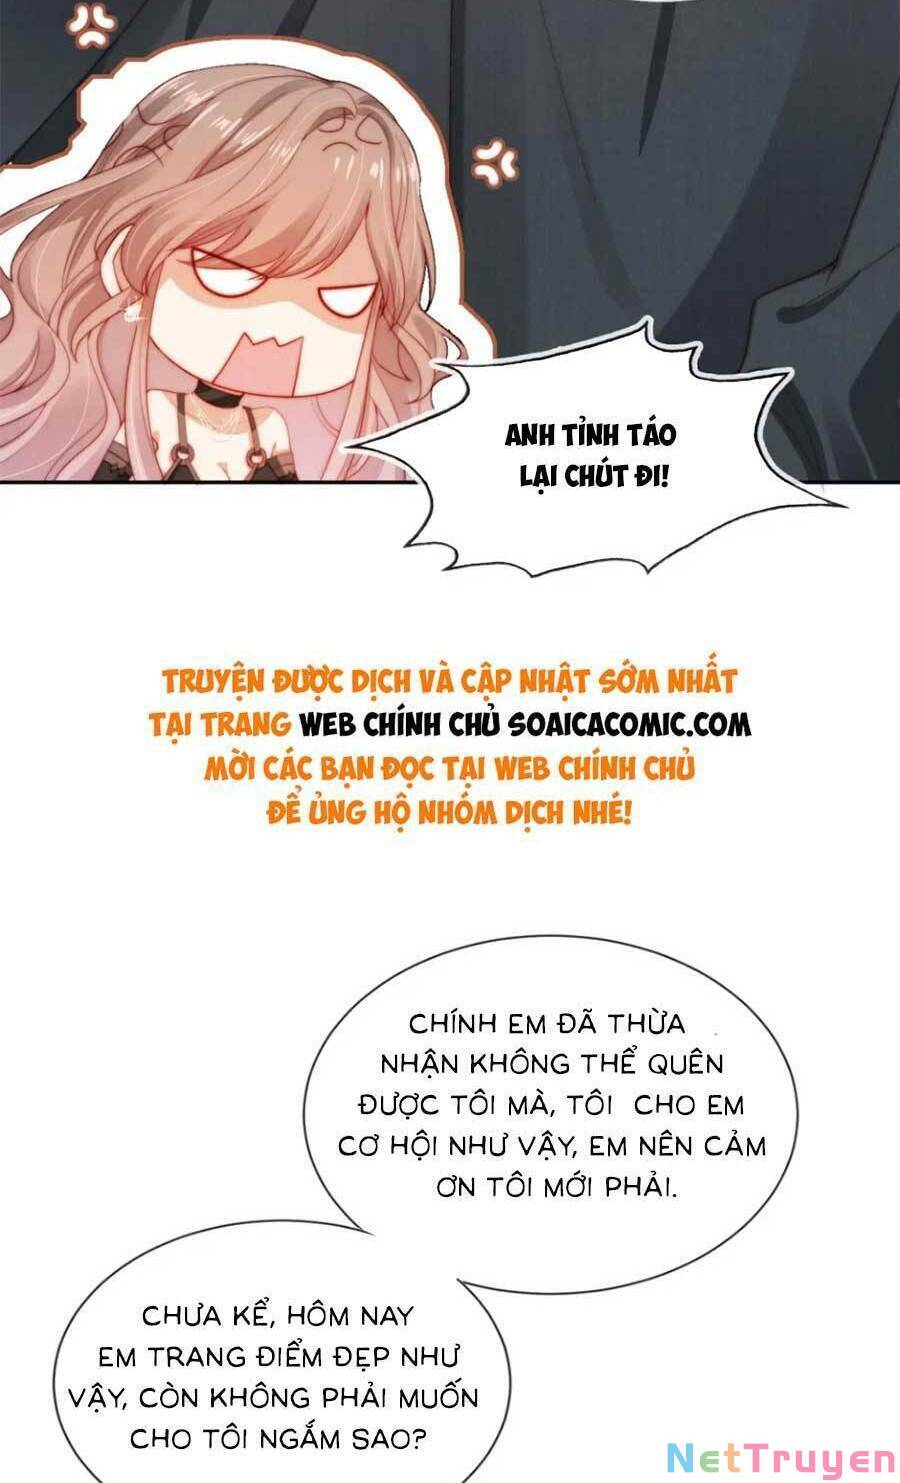 ANH TỈNH TÁO
LẠI CHÚT ĐI!
TRUYỆN ĐƯỢC DỊCH VÀ CẬP NHẬT SỚM NHẤT
TẠI TRANG WEB CHÍNH CHỦ SOAICACOMIC.COM
MỜI CÁC BẠN ĐỌC TẠI WEB CHÍNH CHỦ
ĐỂ ỦNG HỘ NHÓM DỊCH NHÉ!
CHÍNH EM ĐÃ THỪA
NHẬN KHÔNG THỂ QUÊN
ĐƯỢC TÔI MÀ, TÔI CHO EM
CƠ HỘI NHƯ VẬY, EM NÊN CẢM
ƠN TÔI MỚI PHẢI.
CHƯA KỂ, HÔM NAY
EM TRANG ĐIỂM ĐẸP NHƯ
VẬY, CÒN KHÔNG PHẢI MUỐN
CHO TÔI NGẮM SAO?
NetTruyen